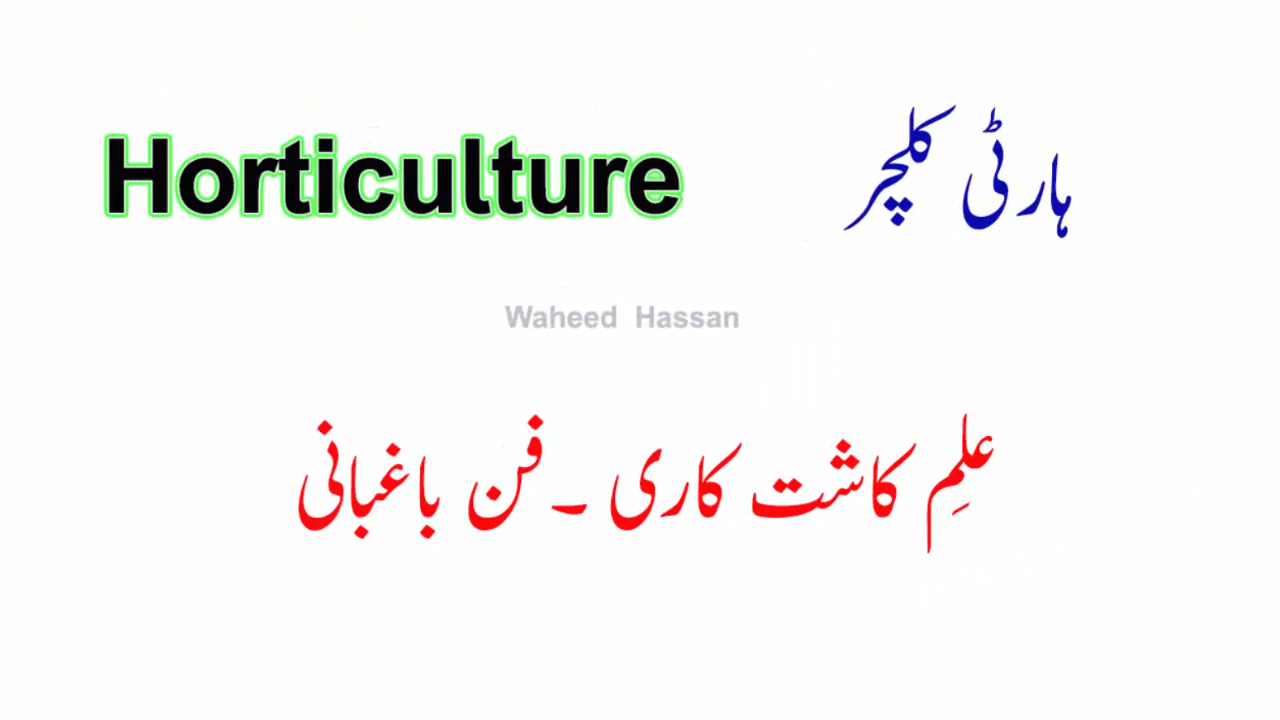 Horticulture ہارٹی کلچر
Waheed Hassan
علمِ کاشت کاری ۔ فن باغبانی